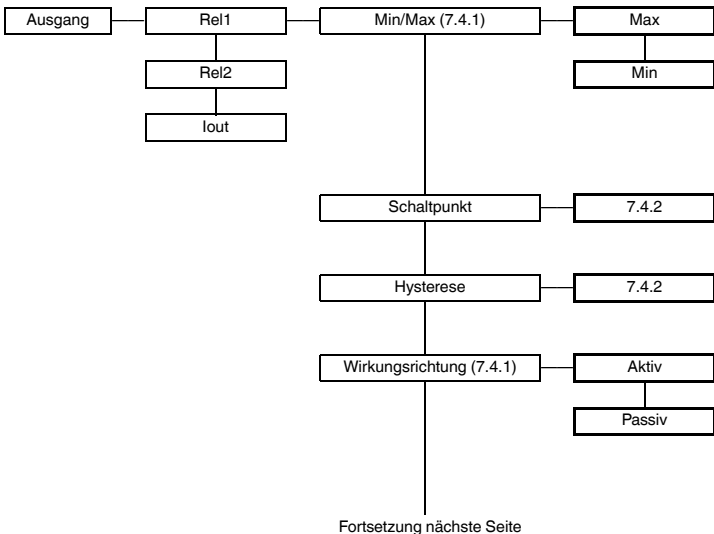 Ausgang
Rel1
Min/Max (7.4.1)
Max
Rel2
Min
Iout
Schaltpunkt
7.4.2
Hysterese
7.4.2
Wirkungsrichtung (7.4.1)
Aktiv
Passiv
Fortsetzung nächste Seite